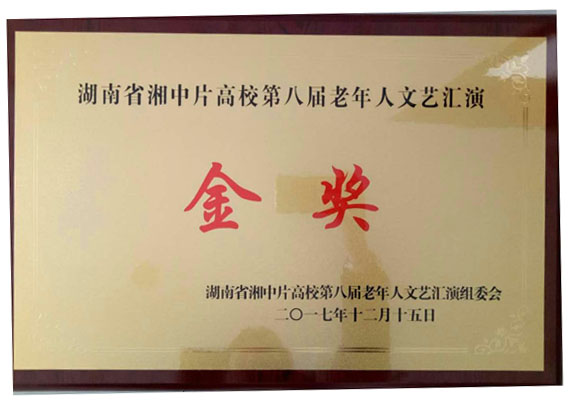 湖南省湘中片高校第八届老年人文艺汇演
金奖
湖南省湘中片高校第八届老年人文艺汇演组委会
二〇一七年十二月十五日